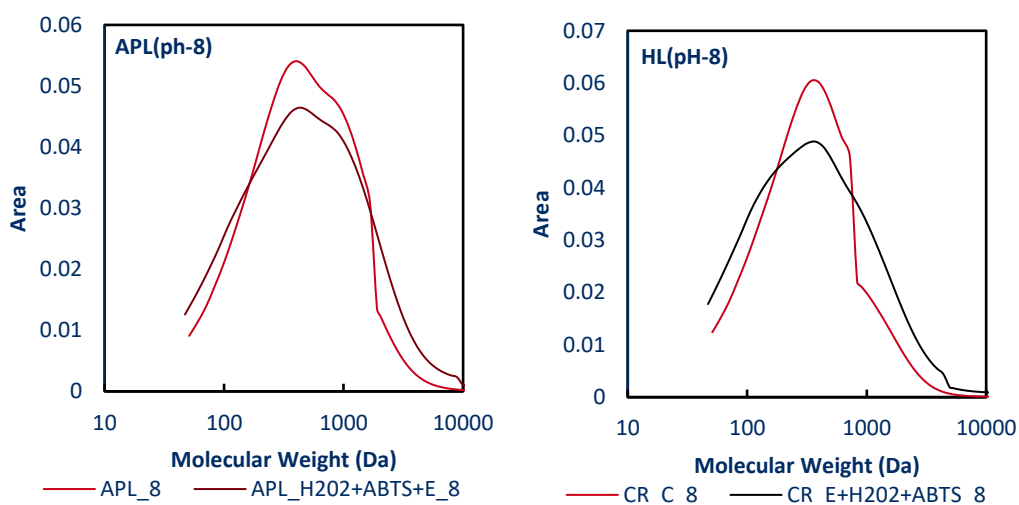 APL(ph-8)
0.06
0.05
0.04
0.03
0.02
0.01
0
Area
10 100 1000 10000
Molecular Weight (Da)
APL_8 APL_H202+ABTS+E_8
HL(pH-8)
0.07
0.06
0.05
0.04
0.03
0.02
0.01
0
Area
10 100 1000 10000
Molecular Weight (Da)
CR C 8 CR E+H202+ABTS 8